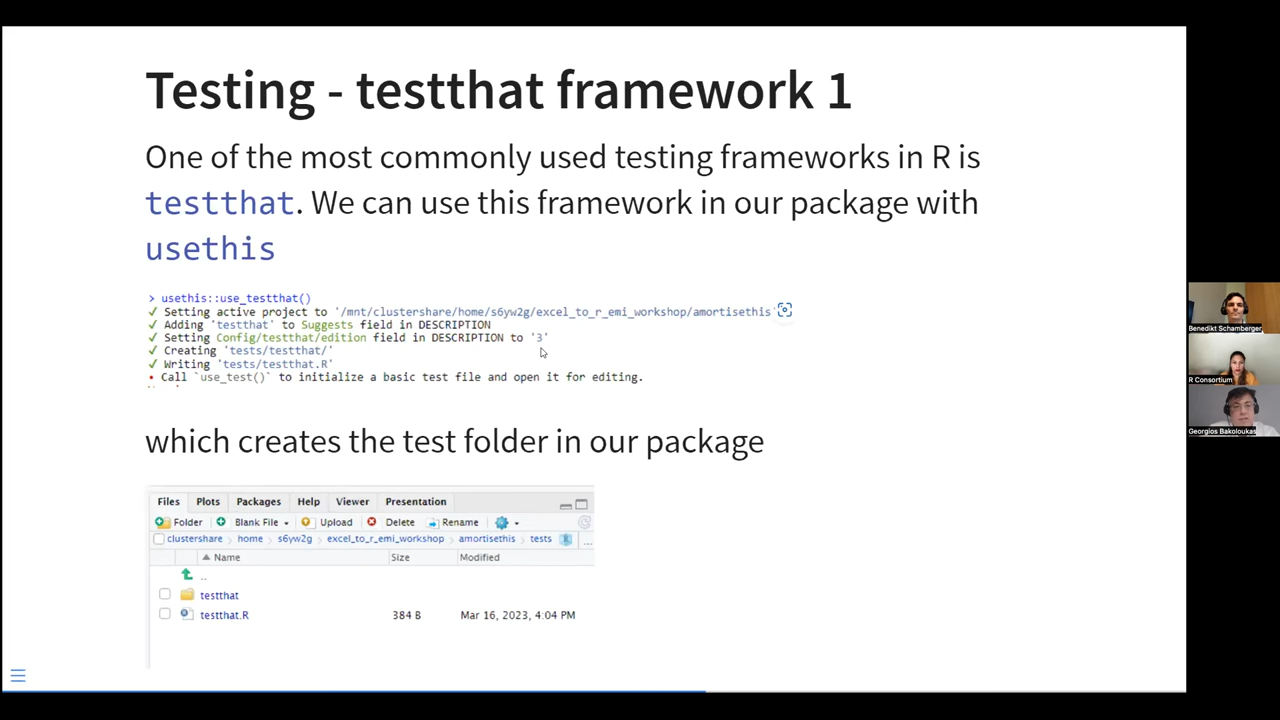 Testing - testthat framework 1
One of the most commonly used testing frameworks in R is
testthat. We can use this framework in our package with
usethis
> usethis::use_testthat()
✓ Setting active project to '/mnt/clustershare/home/s6yw2g/excel_to_r_emi_workshop/amortisethis'
✓ Adding 'testthat' to Suggests field in DESCRIPTION
✓ Setting Config/testthat/edition field in DESCRIPTION to '3'
✓ Creating 'tests/testthat/'
✓ Writing 'tests/testthat.R'
• Call `use_test()` to initialize a basic test file and open it for editing.
which creates the test folder in our package
Files Plots Packages Help Viewer Presentation
Folder Blank File Upload Delete Rename
clustershare > home > s6yw2g > excel_to_r_emi_workshop > amortisethis > tests ...
Name Size Modified
..
testthat
testthat.R 384 B Mar 16, 2023, 4:04 PM
Benedikt Schamberger
R Consortium
Georgios Bakoloukas